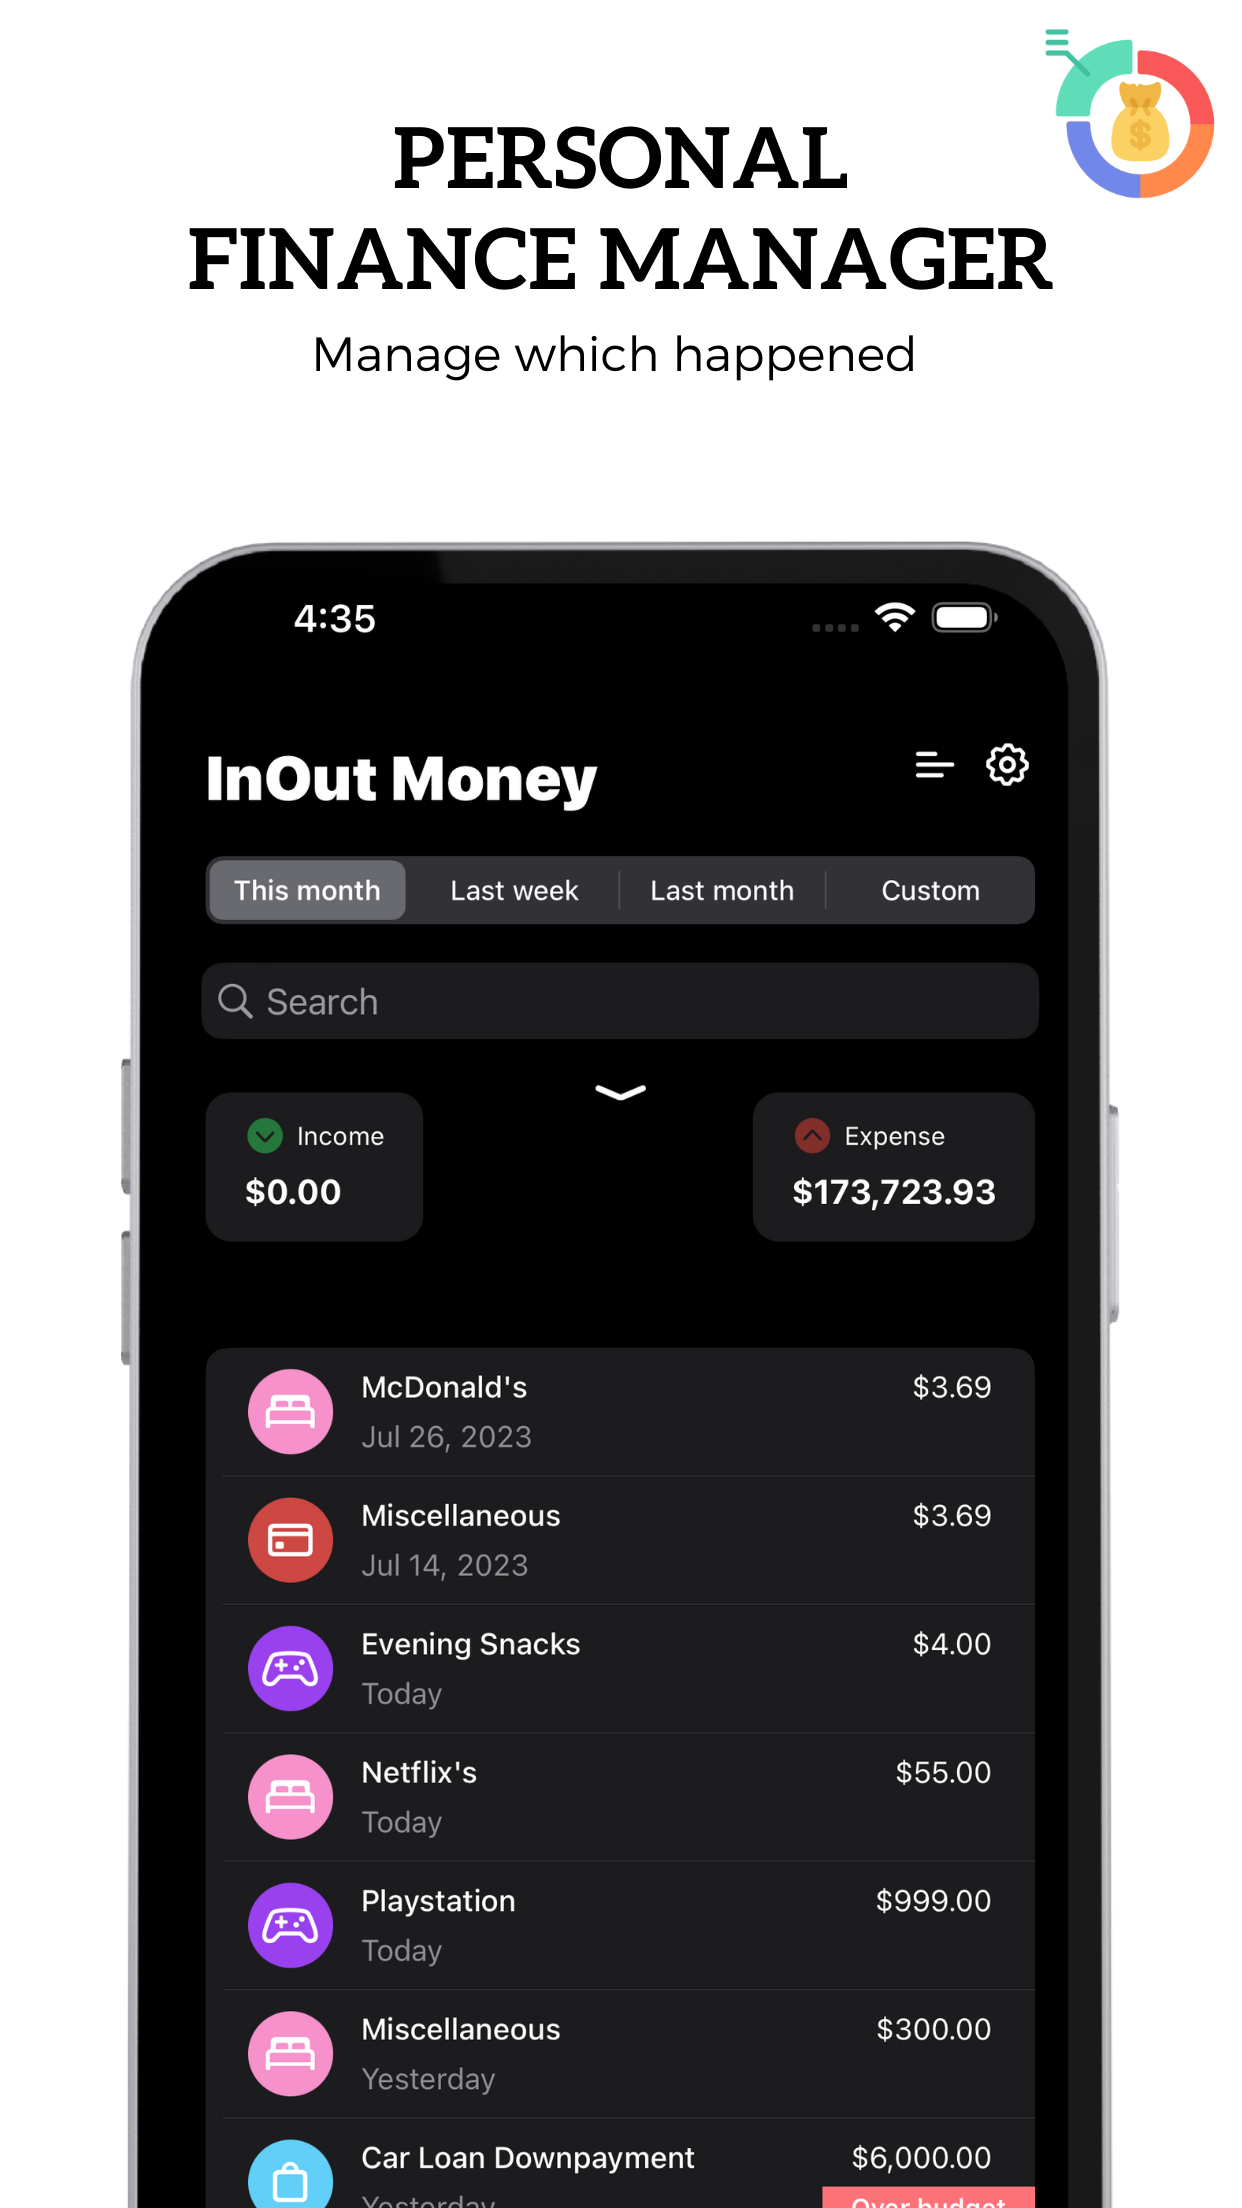 PERSONAL
FINANCE MANAGER
Manage which happened
4:35
InOut Money
This month Last week Last month Custom
Search
Income Expense
$0.00 $173,723.93
McDonald's $3.69
Jul 26, 2023
Miscellaneous $3.69
Jul 14, 2023
Evening Snacks $4.00
Today
Netflix's $55.00
Today
Playstation $999.00
Today
Miscellaneous $300.00
Yesterday
Car Loan Downpayment $6,000.00
Yesterday Over budget